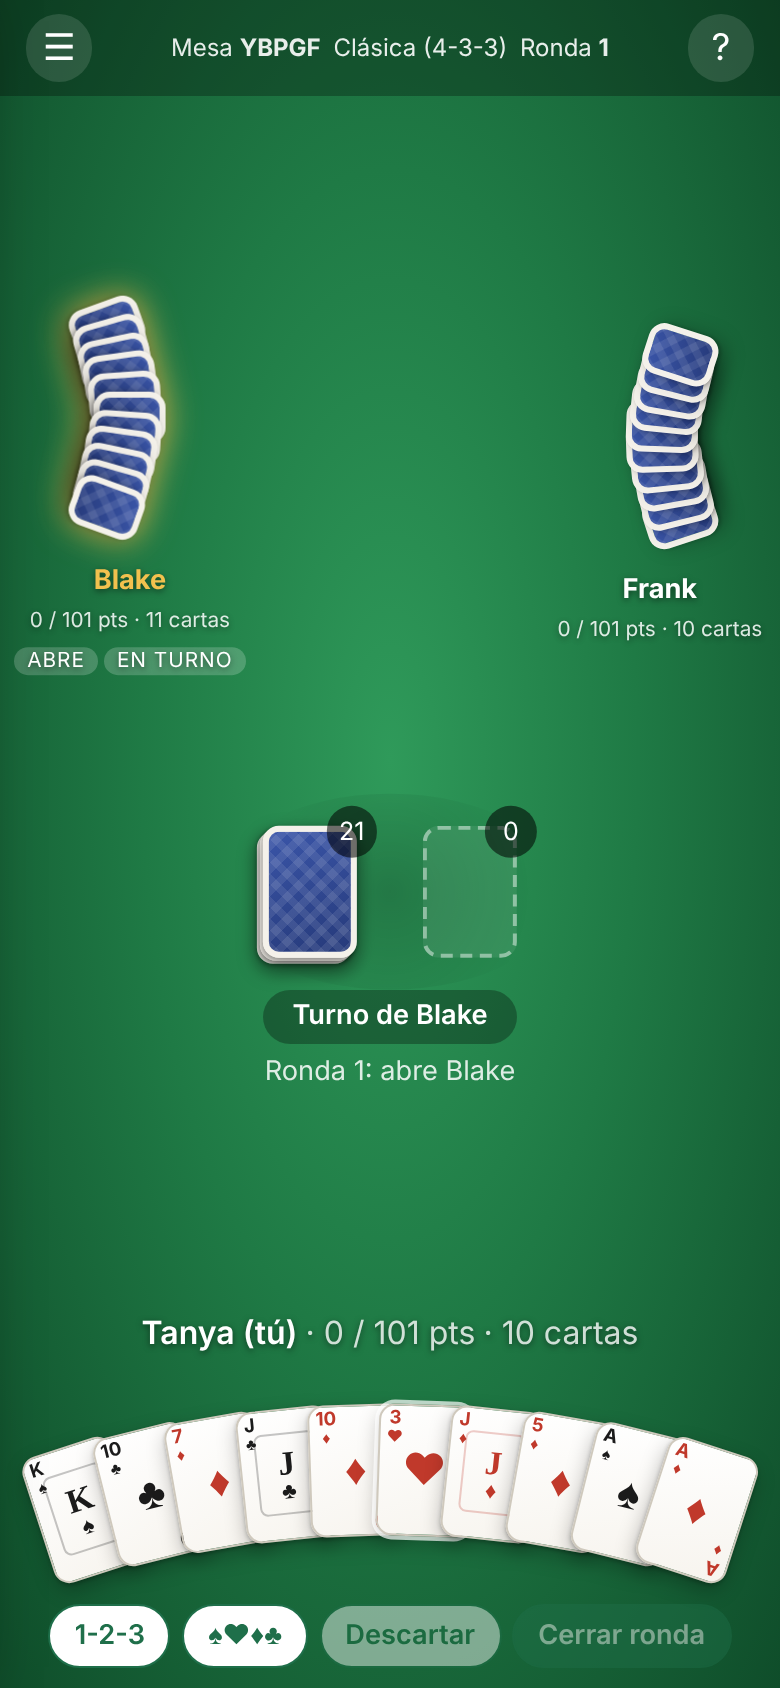 ☰ Mesa YBPGF Clásica (4-3-3) Ronda 1 ?
Blake
0 / 101 pts · 11 cartas
ABRE EN TURNO
Frank
0 / 101 pts · 10 cartas
21
0
Turno de Blake
Ronda 1: abre Blake
Tanya (tú) · 0 / 101 pts · 10 cartas
K♠ K♠
10♣ ♣
7♦ ♦
J♣ J♣
10♦ ♦
3♥ ♥
J♦ J♦
5♦ ♦
A♠ ♠
A♦ ♦ A♦
1-2-3 ♠♥♦♣ Descartar Cerrar ronda